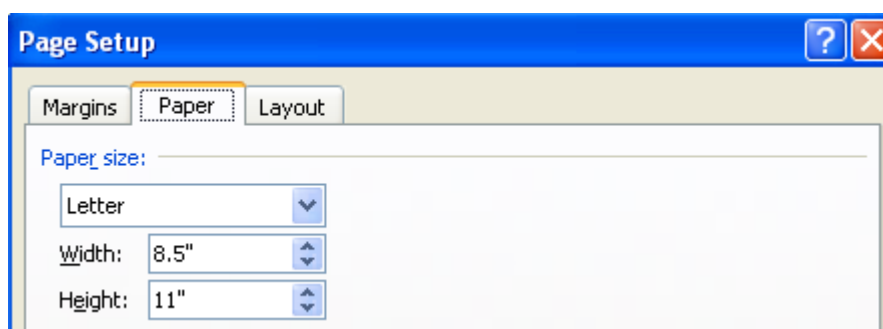 Page Setup ?
Margins Paper Layout
Paper size:
Letter
Width: 8.5"
Height: 11"